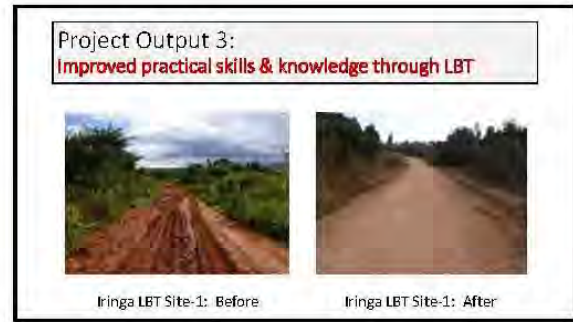 Project Output 3:
Improved practical skills & knowledge through LBT
Iringa LBT Site-1: Before
Iringa LBT Site-1: After